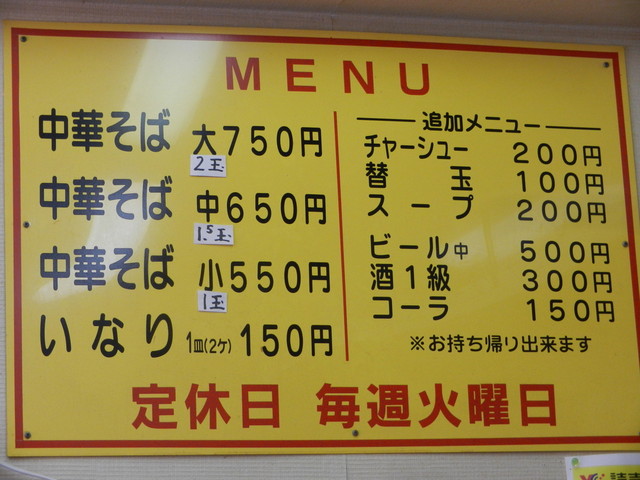 MENU
中華そば 大750円
2玉
中華そば 中650円
1.5玉
中華そば 小550円
1玉
いなり 1皿(2ケ) 150円
追加メニュー
チャーシュー 200円
替玉 100円
スープ 200円
ビール中 500円
酒1級 300円
コーラ 150円
※お持ち帰り出来ます
定休日 毎週火曜日